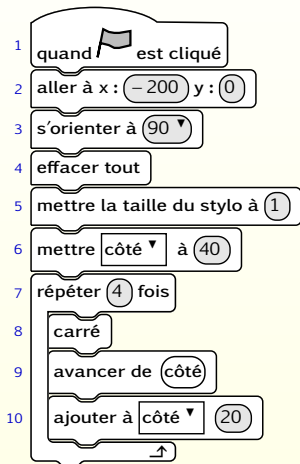 1 quand est cliqué
2 aller à x : (−200) y : (0)
3 s'orienter à (90 ▼)
4 effacer tout
5 mettre la taille du stylo à (1)
6 mettre [côté ▼] à (40)
7 répéter (4) fois
8 carré
9 avancer de (côté)
10 ajouter à [côté ▼] (20)